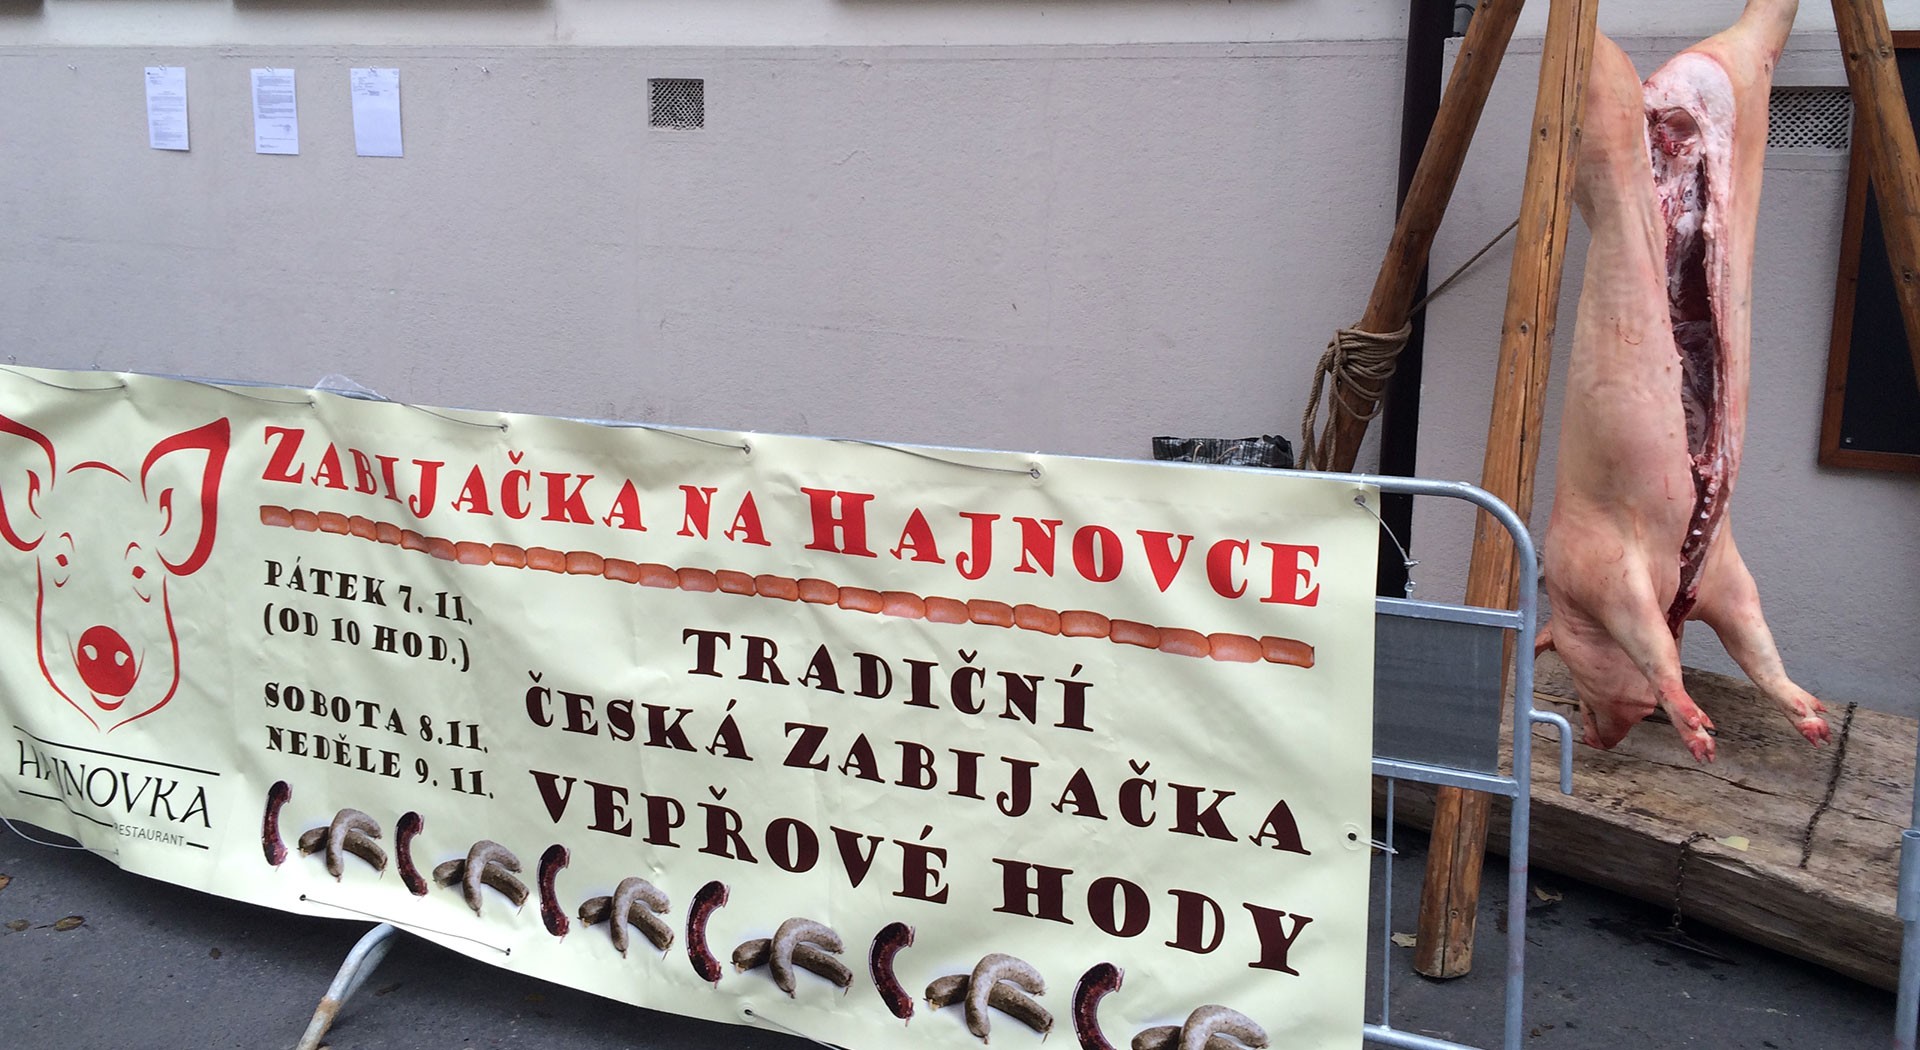 ZABIJAČKA NA HAJNOVCE
PÁTEK 7. 11.
(OD 10 HOD.)
SOBOTA 8.11.
NEDĚLE 9. 11.
TRADIČNÍ
ČESKÁ ZABIJAČKA
VEPŘOVÉ HODY
HAJNOVKA
RESTAURANT